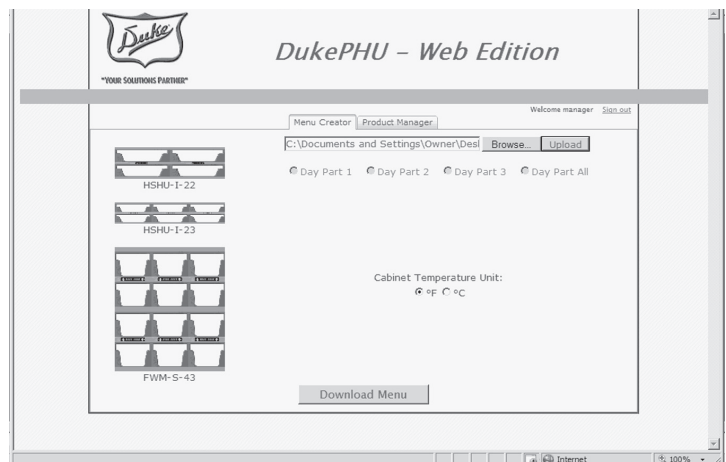 Duke
"YOUR SOLUTIONS PARTNER"
DukePHU – Web Edition
Welcome manager Sign out
Menu Creator Product Manager
C:\Documents and Settings\Owner\Desl Browse... Upload
Day Part 1 Day Part 2 Day Part 3 Day Part All
HSHU-I-22
HSHU-I-23
Cabinet Temperature Unit:
°F °C
FWM-S-43
Download Menu
Internet 100%